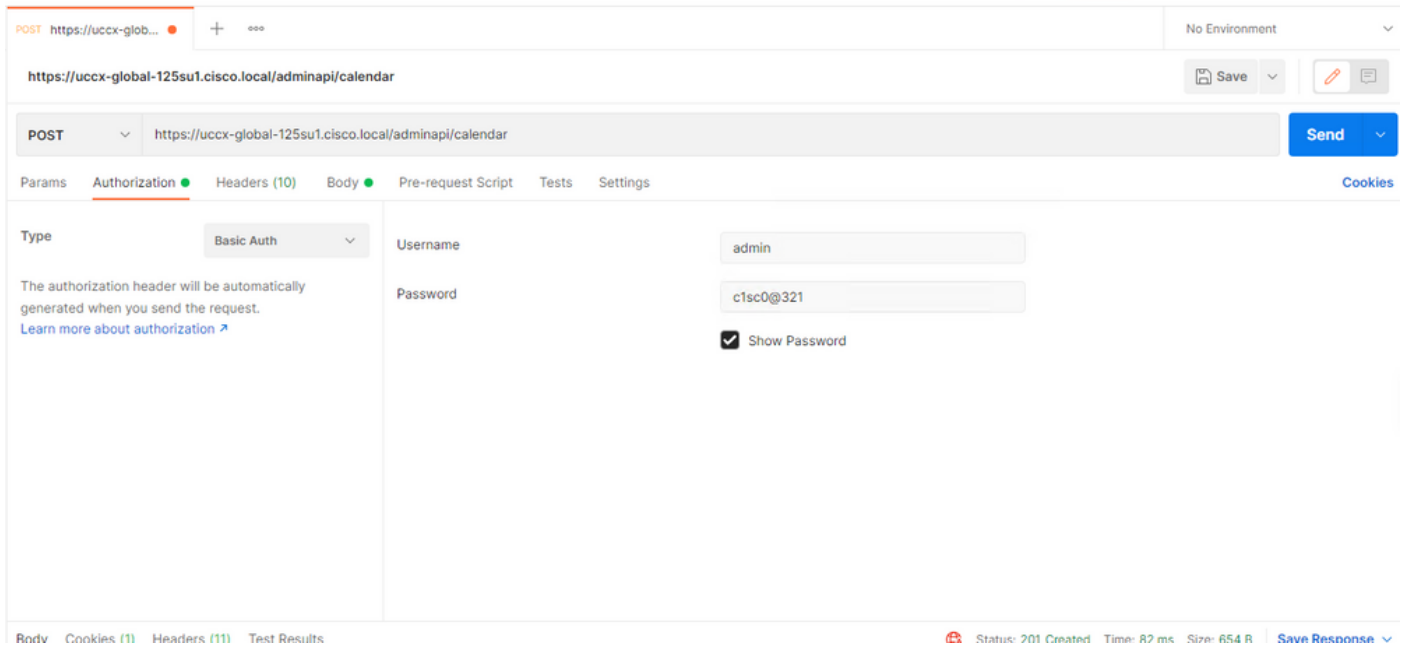 POST https://uccx-glob... + ooo No Environment
https://uccx-global-125su1.cisco.local/adminapi/calendar Save
POST https://uccx-global-125su1.cisco.local/adminapi/calendar Send
Params Authorization Headers (10) Body Pre-request Script Tests Settings Cookies
Type Basic Auth Username admin
The authorization header will be automatically
generated when you send the request.
Learn more about authorization ↗
Password c1sc0@321
Show Password
Body Cookies (1) Headers (11) Test Results Status: 201 Created Time: 82 ms Size: 654 B Save Response